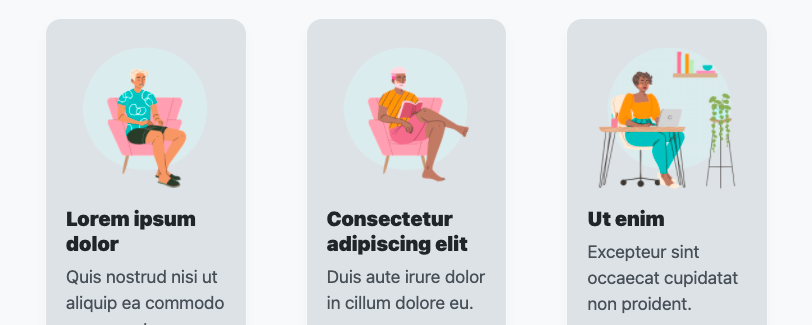 Lorem ipsum
dolor
Quis nostrud nisi ut
aliquip ea commodo
Consectetur
adipiscing elit
Duis aute irure dolor
in cillum dolore eu.
Ut enim
Excepteur sint
occaecat cupidatat
non proident.